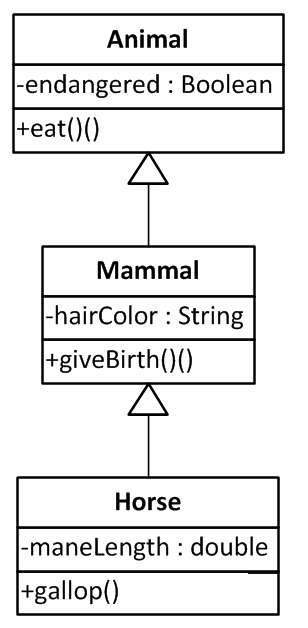 Animal
-endangered : Boolean
+eat()()
Mammal
-hairColor : String
+giveBirth()()
Horse
-maneLength : double
+gallop()